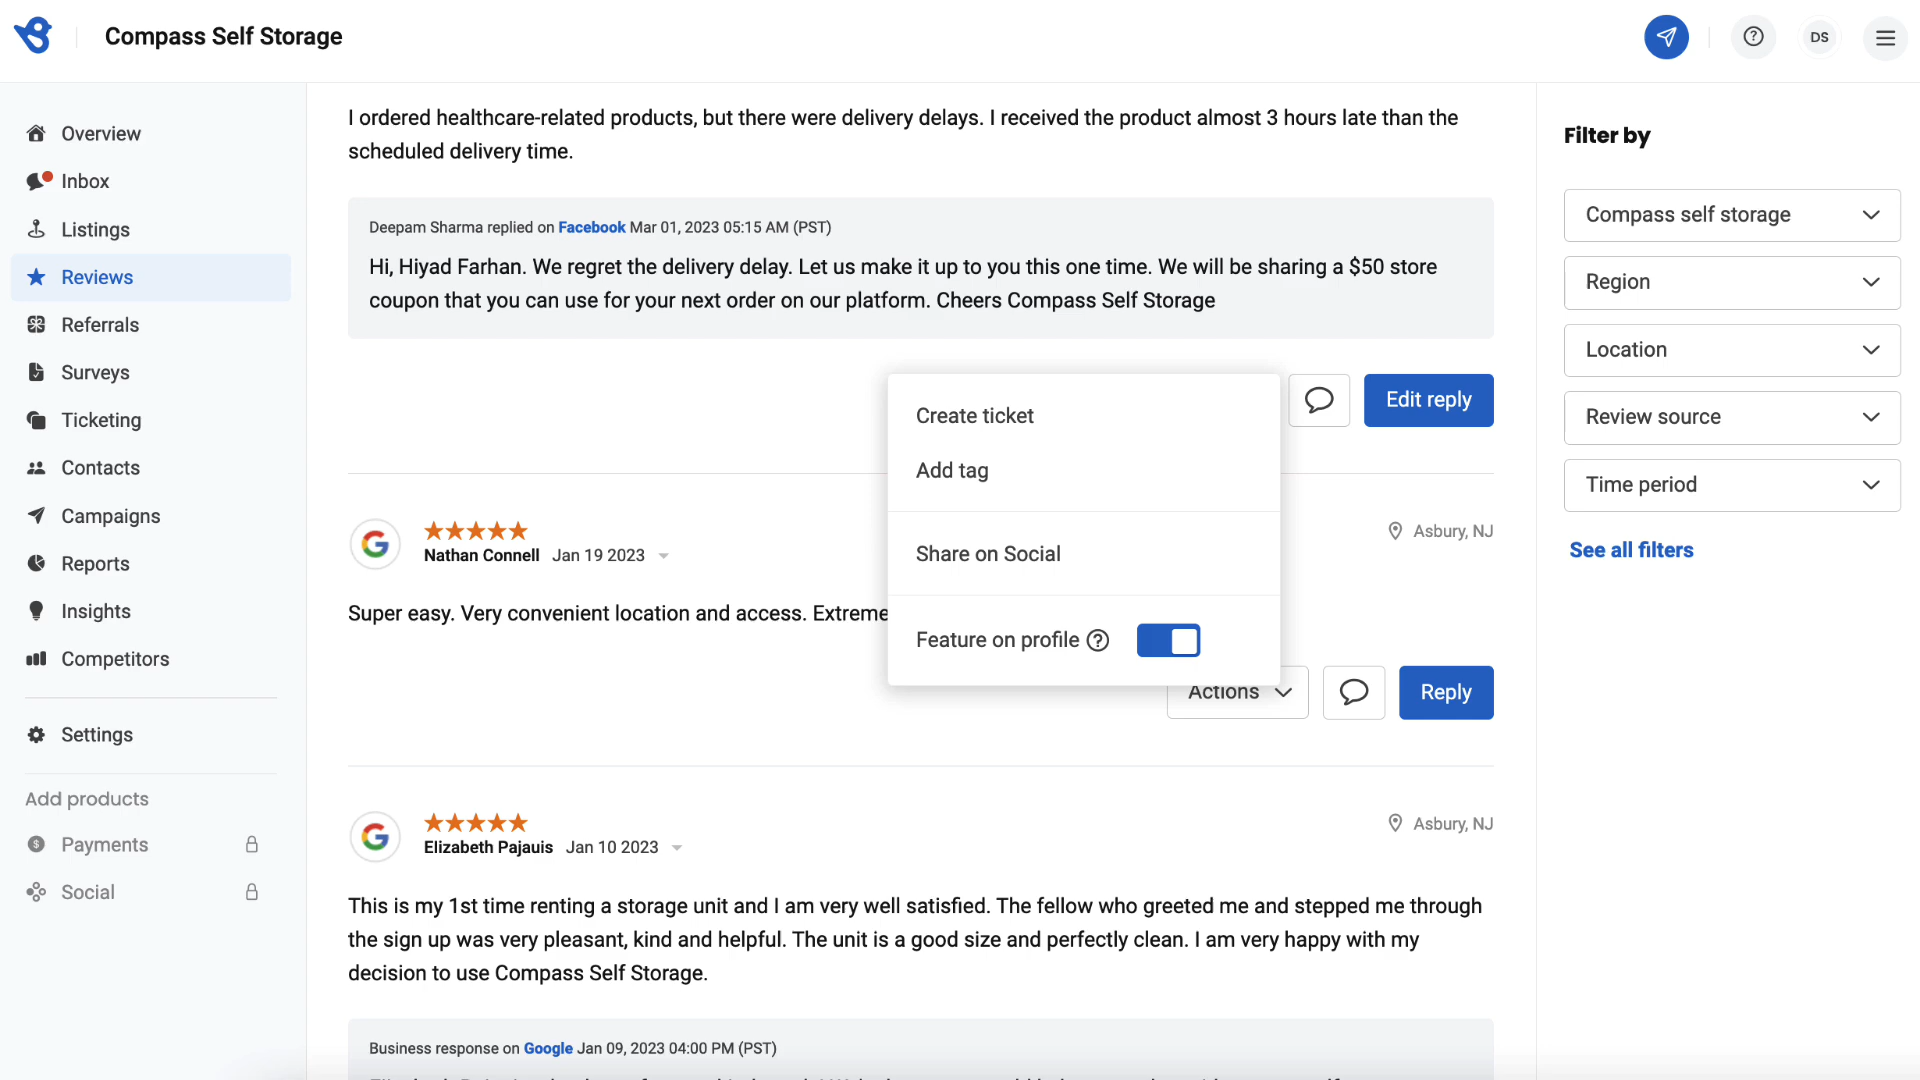 Compass Self Storage
DS
Overview
Inbox
Listings
Reviews
Referrals
Surveys
Ticketing
Contacts
Campaigns
Reports
Insights
Competitors
Settings
Add products
Payments
Social
I ordered healthcare-related products, but there were delivery delays. I received the product almost 3 hours late than the
scheduled delivery time.
Deepam Sharma replied on Facebook Mar 01, 2023 05:15 AM (PST)
Hi, Hiyad Farhan. We regret the delivery delay. Let us make it up to you this one time. We will be sharing a $50 store
coupon that you can use for your next order on our platform. Cheers Compass Self Storage
Edit reply
Create ticket
Add tag
Share on Social
Feature on profile
Nathan Connell Jan 19 2023
Asbury, NJ
Super easy. Very convenient location and access. Extreme
Actions
Reply
Elizabeth Pajauis Jan 10 2023
Asbury, NJ
This is my 1st time renting a storage unit and I am very well satisfied. The fellow who greeted me and stepped me through
the sign up was very pleasant, kind and helpful. The unit is a good size and perfectly clean. I am very happy with my
decision to use Compass Self Storage.
Business response on Google Jan 09, 2023 04:00 PM (PST)
Filter by
Compass self storage
Region
Location
Review source
Time period
See all filters